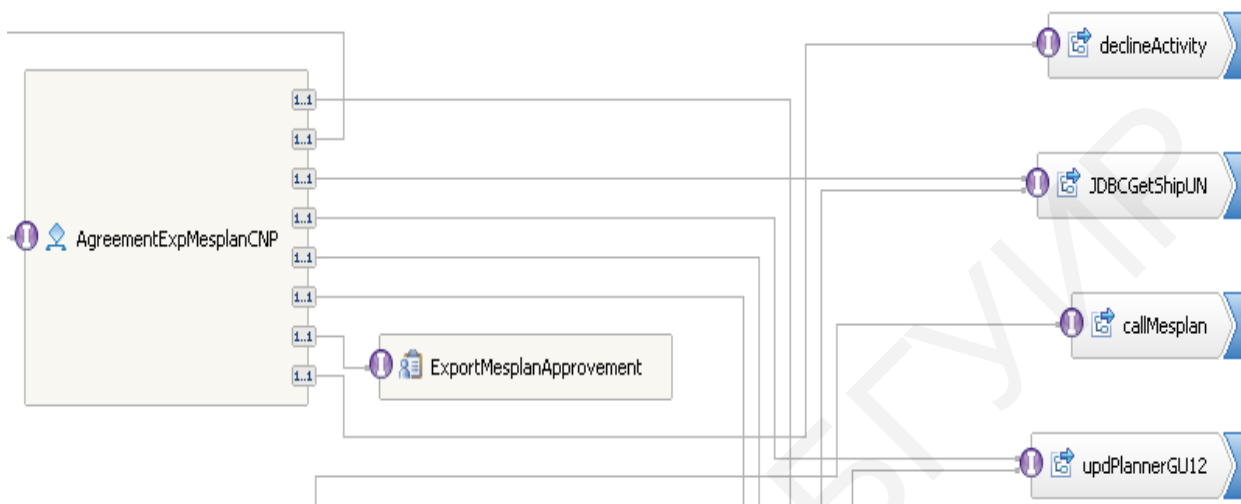 declineActivity
1..1
1..1
JDBCGetShipUN
1..1
1..1
AgreementExpMesplanCNP
1..1
1..1
callMesplan
1..1
ExportMesplanApprovement
1..1
updPlannerGU12
БГУИР